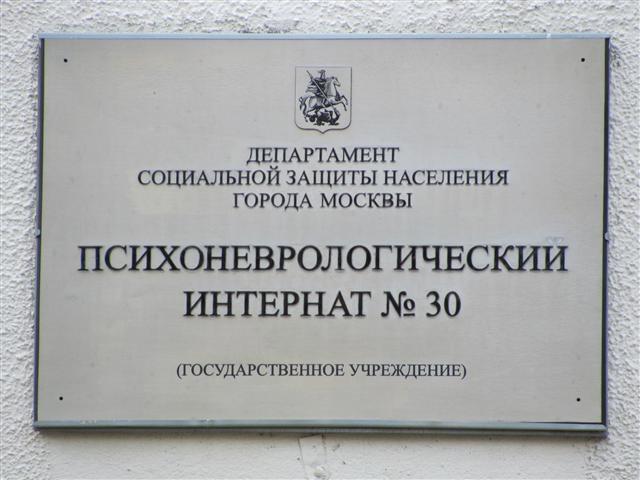 ДЕПАРТАМЕНТ
СОЦИАЛЬНОЙ ЗАЩИТЫ НАСЕЛЕНИЯ
ГОРОДА МОСКВЫ
ПСИХОНЕВРОЛОГИЧЕСКИЙ
ИНТЕРНАТ № 30
(ГОСУДАРСТВЕННОЕ УЧРЕЖДЕНИЕ)